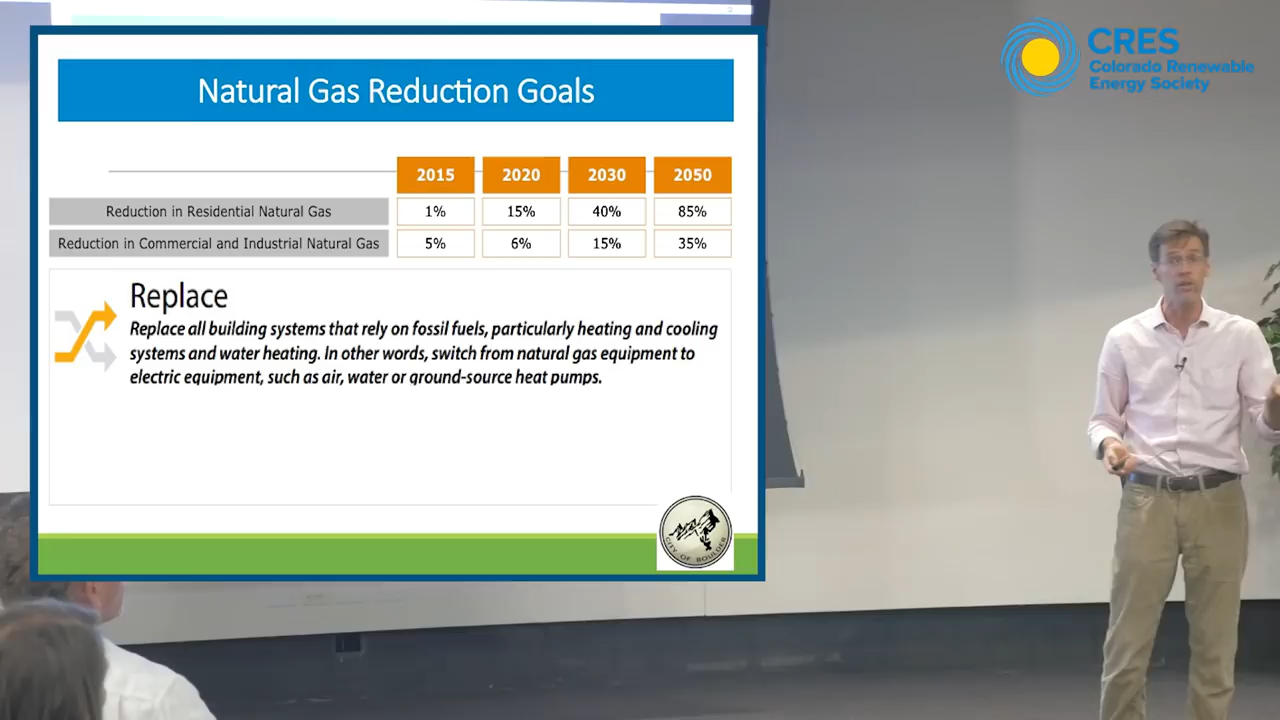 CRES
Colorado Renewable
Energy Society
Natural Gas Reduction Goals
2015 2020 2030 2050
Reduction in Residential Natural Gas 1% 15% 40% 85%
Reduction in Commercial and Industrial Natural Gas 5% 6% 15% 35%
Replace
Replace all building systems that rely on fossil fuels, particularly heating and cooling
systems and water heating. In other words, switch from natural gas equipment to
electric equipment, such as air, water or ground-source heat pumps.
CITY OF BOULDER